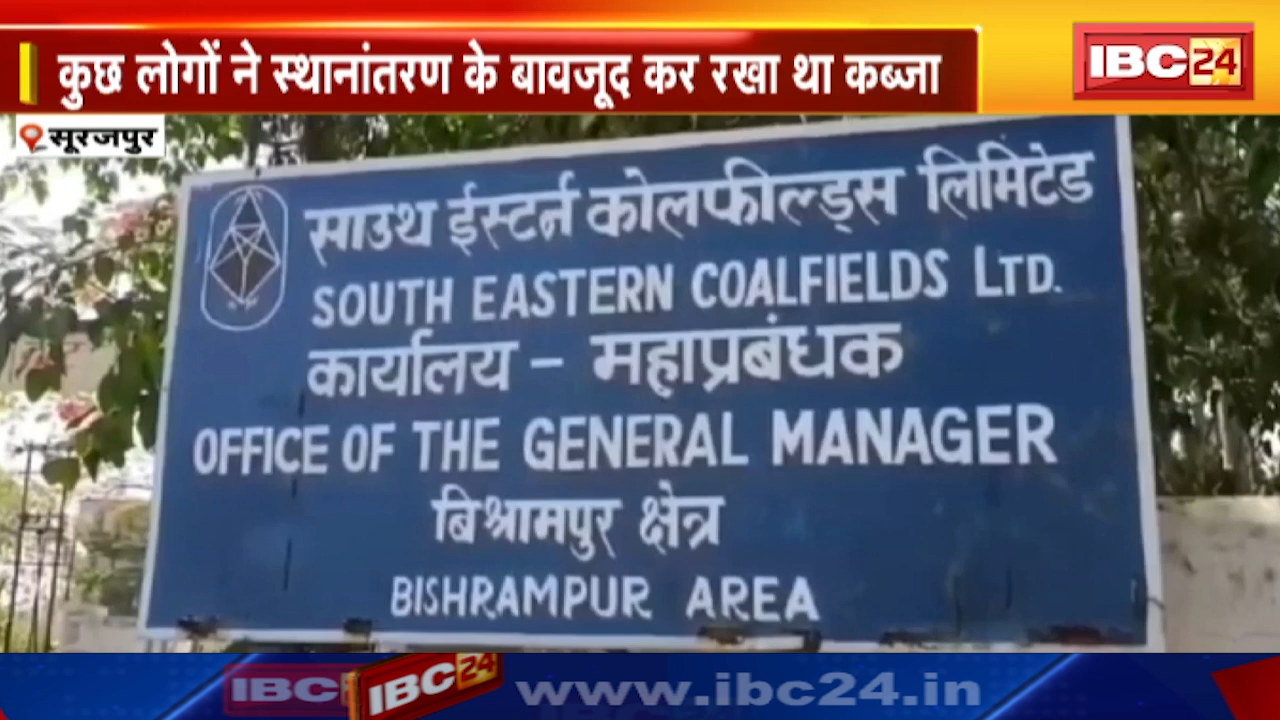 कुछ लोगों ने स्थानांतरण के बावजूद कर रखा था कब्जा
IBC24
सूरजपुर
साउथ ईस्टर्न कोलफील्ड्स लिमिटेड
SOUTH EASTERN COALFIELDS LTD.
कार्यालय - महाप्रबंधक
OFFICE OF THE GENERAL MANAGER
बिश्रामपुर क्षेत्र
BISHRAMPUR AREA
IBC
IBC24
www.ibc24.in